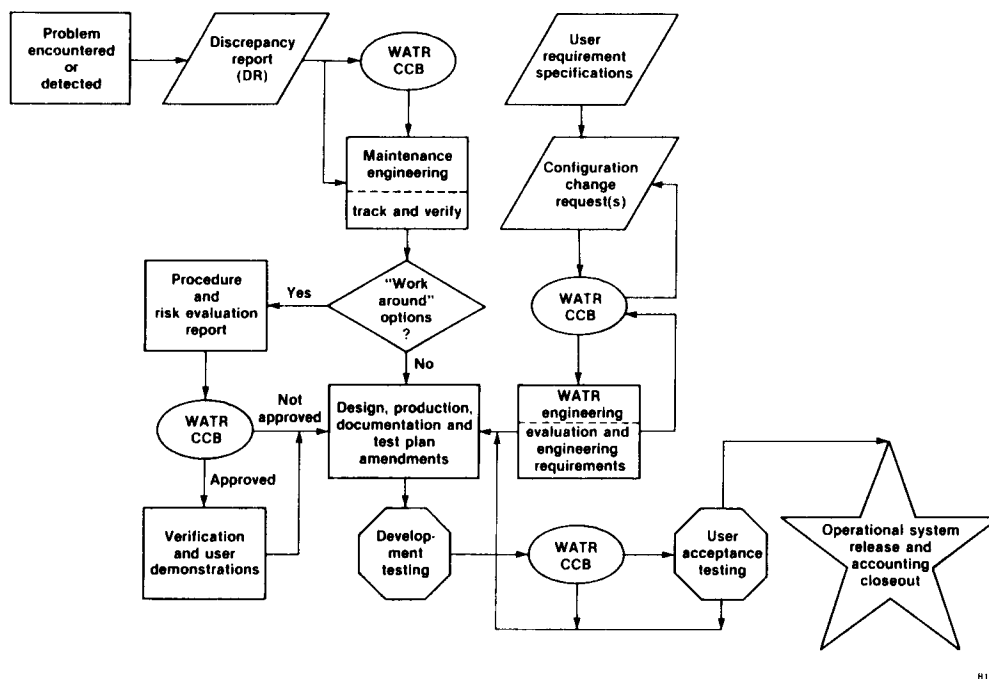 Problem
encountered
or
detected
Discrepancy
report
(DR)
WATR
CCB
User
requirement
specifications
Maintenance
engineering
track and verify
Configuration
change
request(s)
Procedure
and
risk evaluation
report
Yes
"Work
around"
options
?
WATR
CCB
No
WATR
CCB
Not
approved
Design, production,
documentation and
test plan
amendments
WATR
engineering
evaluation and
engineering
requirements
Approved
Verification
and user
demonstrations
Develop-
ment
testing
WATR
CCB
User
acceptance
testing
Operational system
release and
accounting
closeout